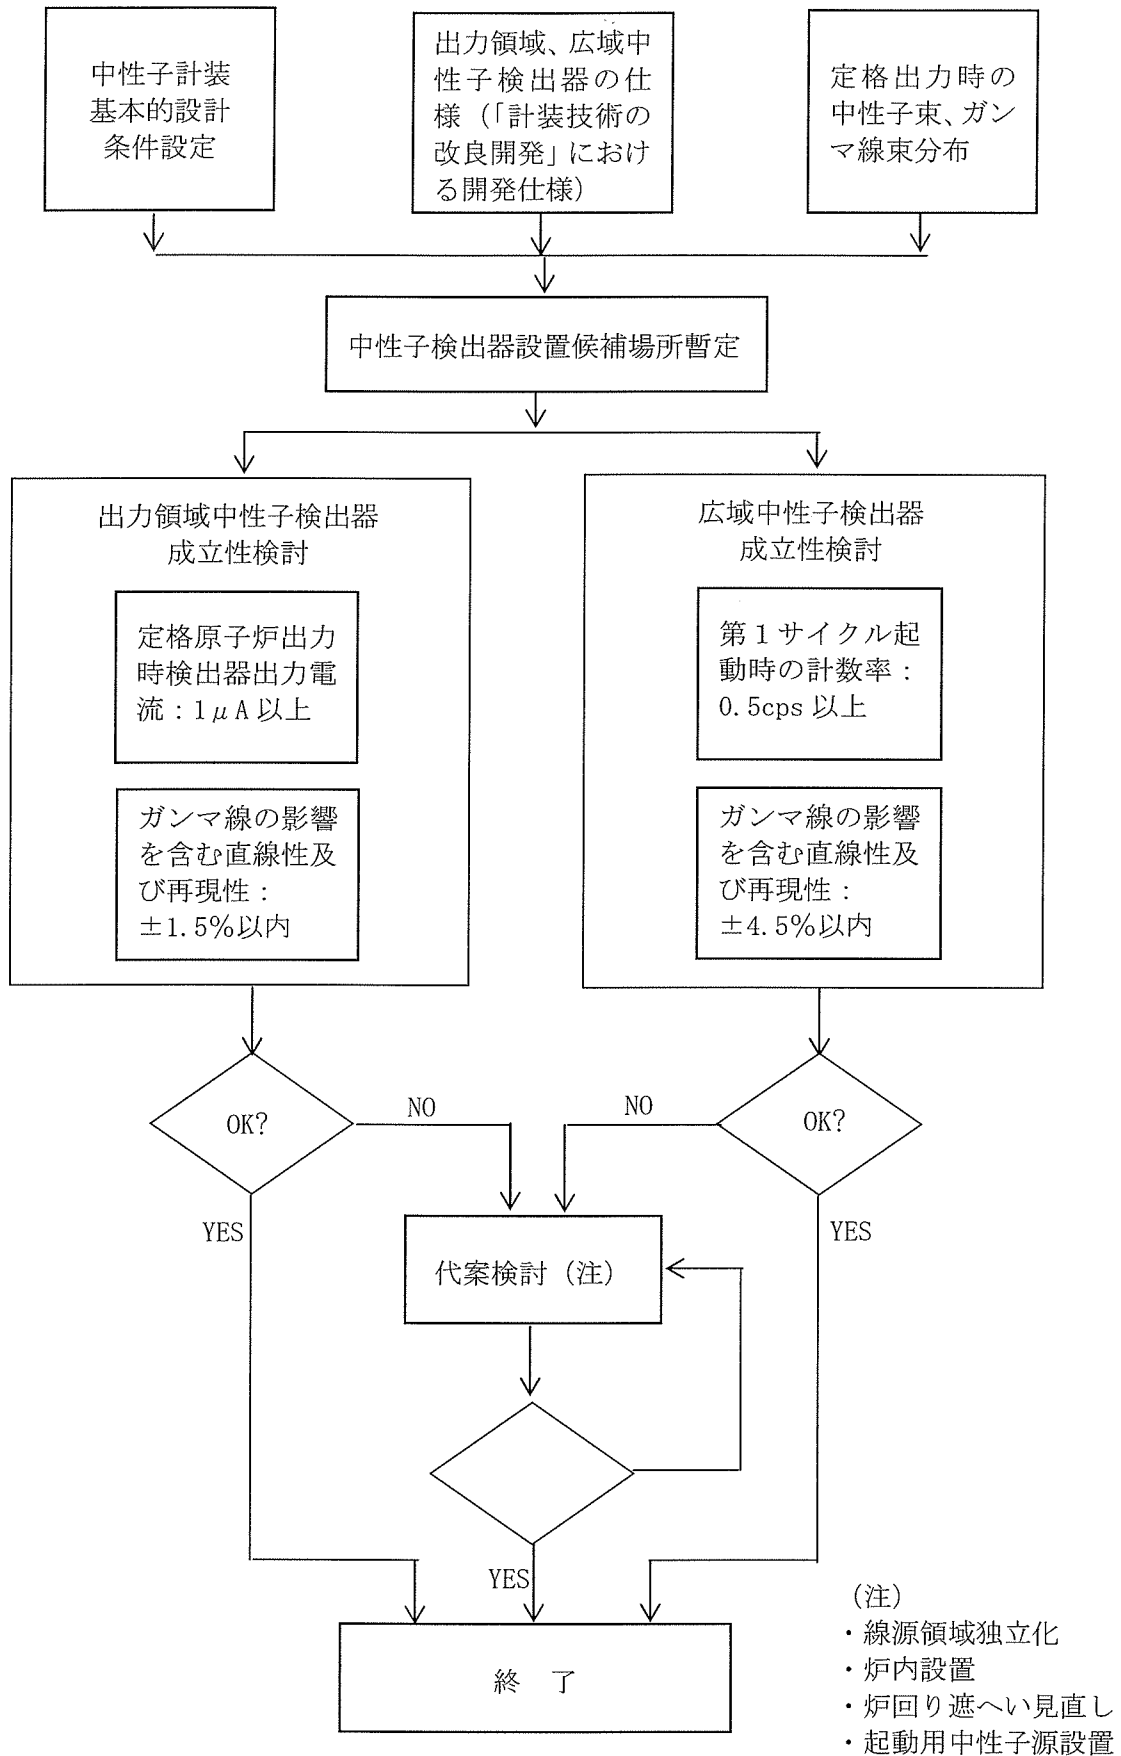 中性子計装
基本的設計
条件設定
出力領域、広域中
性子検出器の仕
様（「計装技術の
改良開発」におけ
る開発仕様）
定格出力時の
中性子束、ガン
マ線束分布
中性子検出器設置候補場所暫定
出力領域中性子検出器
成立性検討
定格原子炉出力
時検出器出力電
流：1μA以上
ガンマ線の影響
を含む直線性及
び再現性：
±1.5%以内
広域中性子検出器
成立性検討
第１サイクル起
動時の計数率：
0.5cps以上
ガンマ線の影響
を含む直線性及
び再現性：
±4.5%以内
OK?
NO
NO
OK?
YES
YES
代案検討（注）
YES
終　了
（注）
・線源領域独立化
・炉内設置
・炉回り遮へい見直し
・起動用中性子源設置